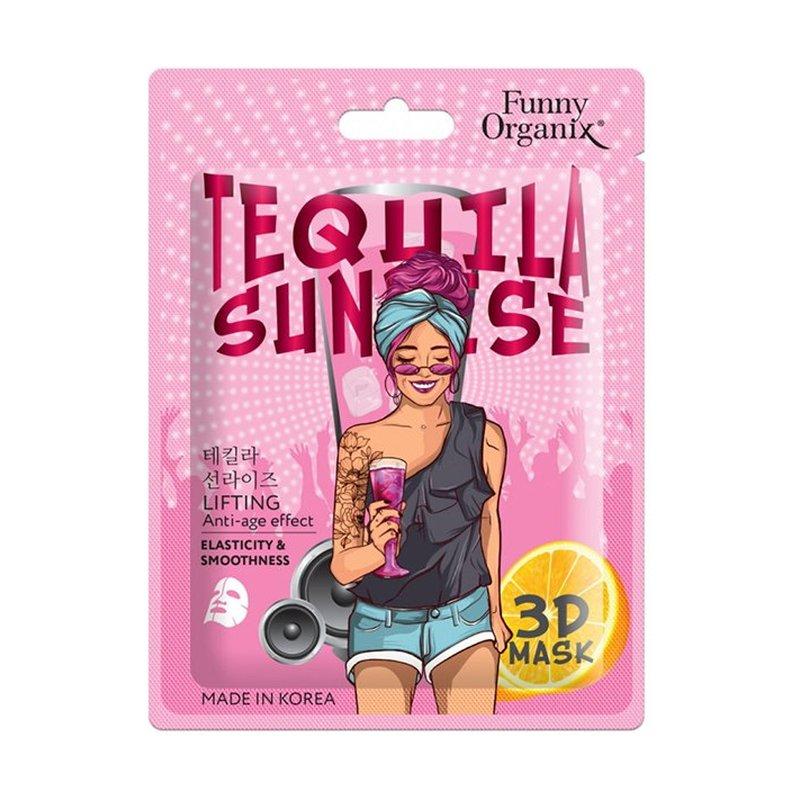 Funny
Organix®
TEQUILA
SUNRISE
테킬라
선라이즈
LIFTING
Anti-age effect
ELASTICITY &
SMOOTHNESS
3D
MASK
MADE IN KOREA